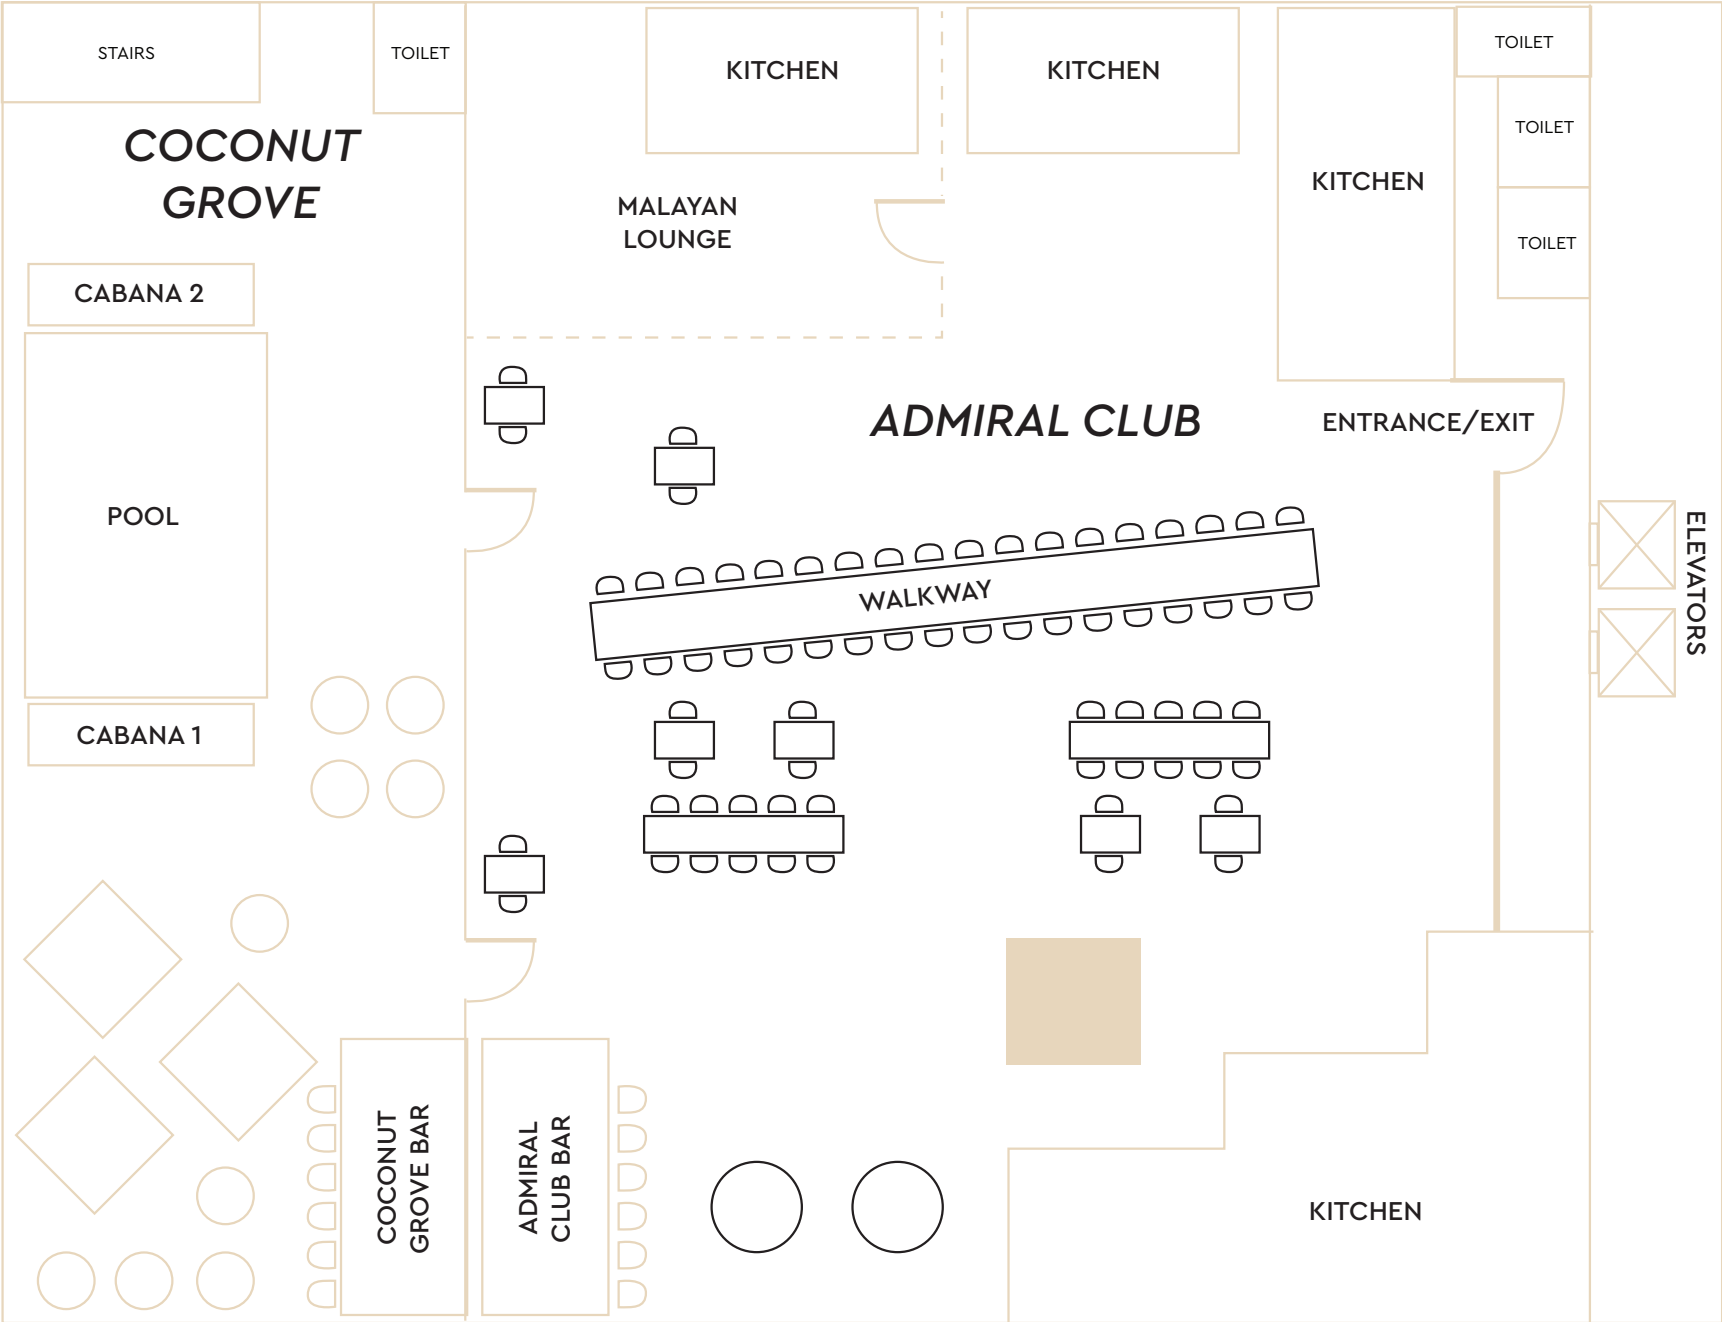 STAIRS
TOILET
KITCHEN
KITCHEN
TOILET
COCONUT
GROVE
TOILET
KITCHEN
MALAYAN
LOUNGE
TOILET
CABANA 2
ADMIRAL CLUB
ENTRANCE/EXIT
POOL
ELEVATORS
WALKWAY
CABANA 1
COCONUT
GROVE BAR
ADMIRAL
CLUB BAR
KITCHEN